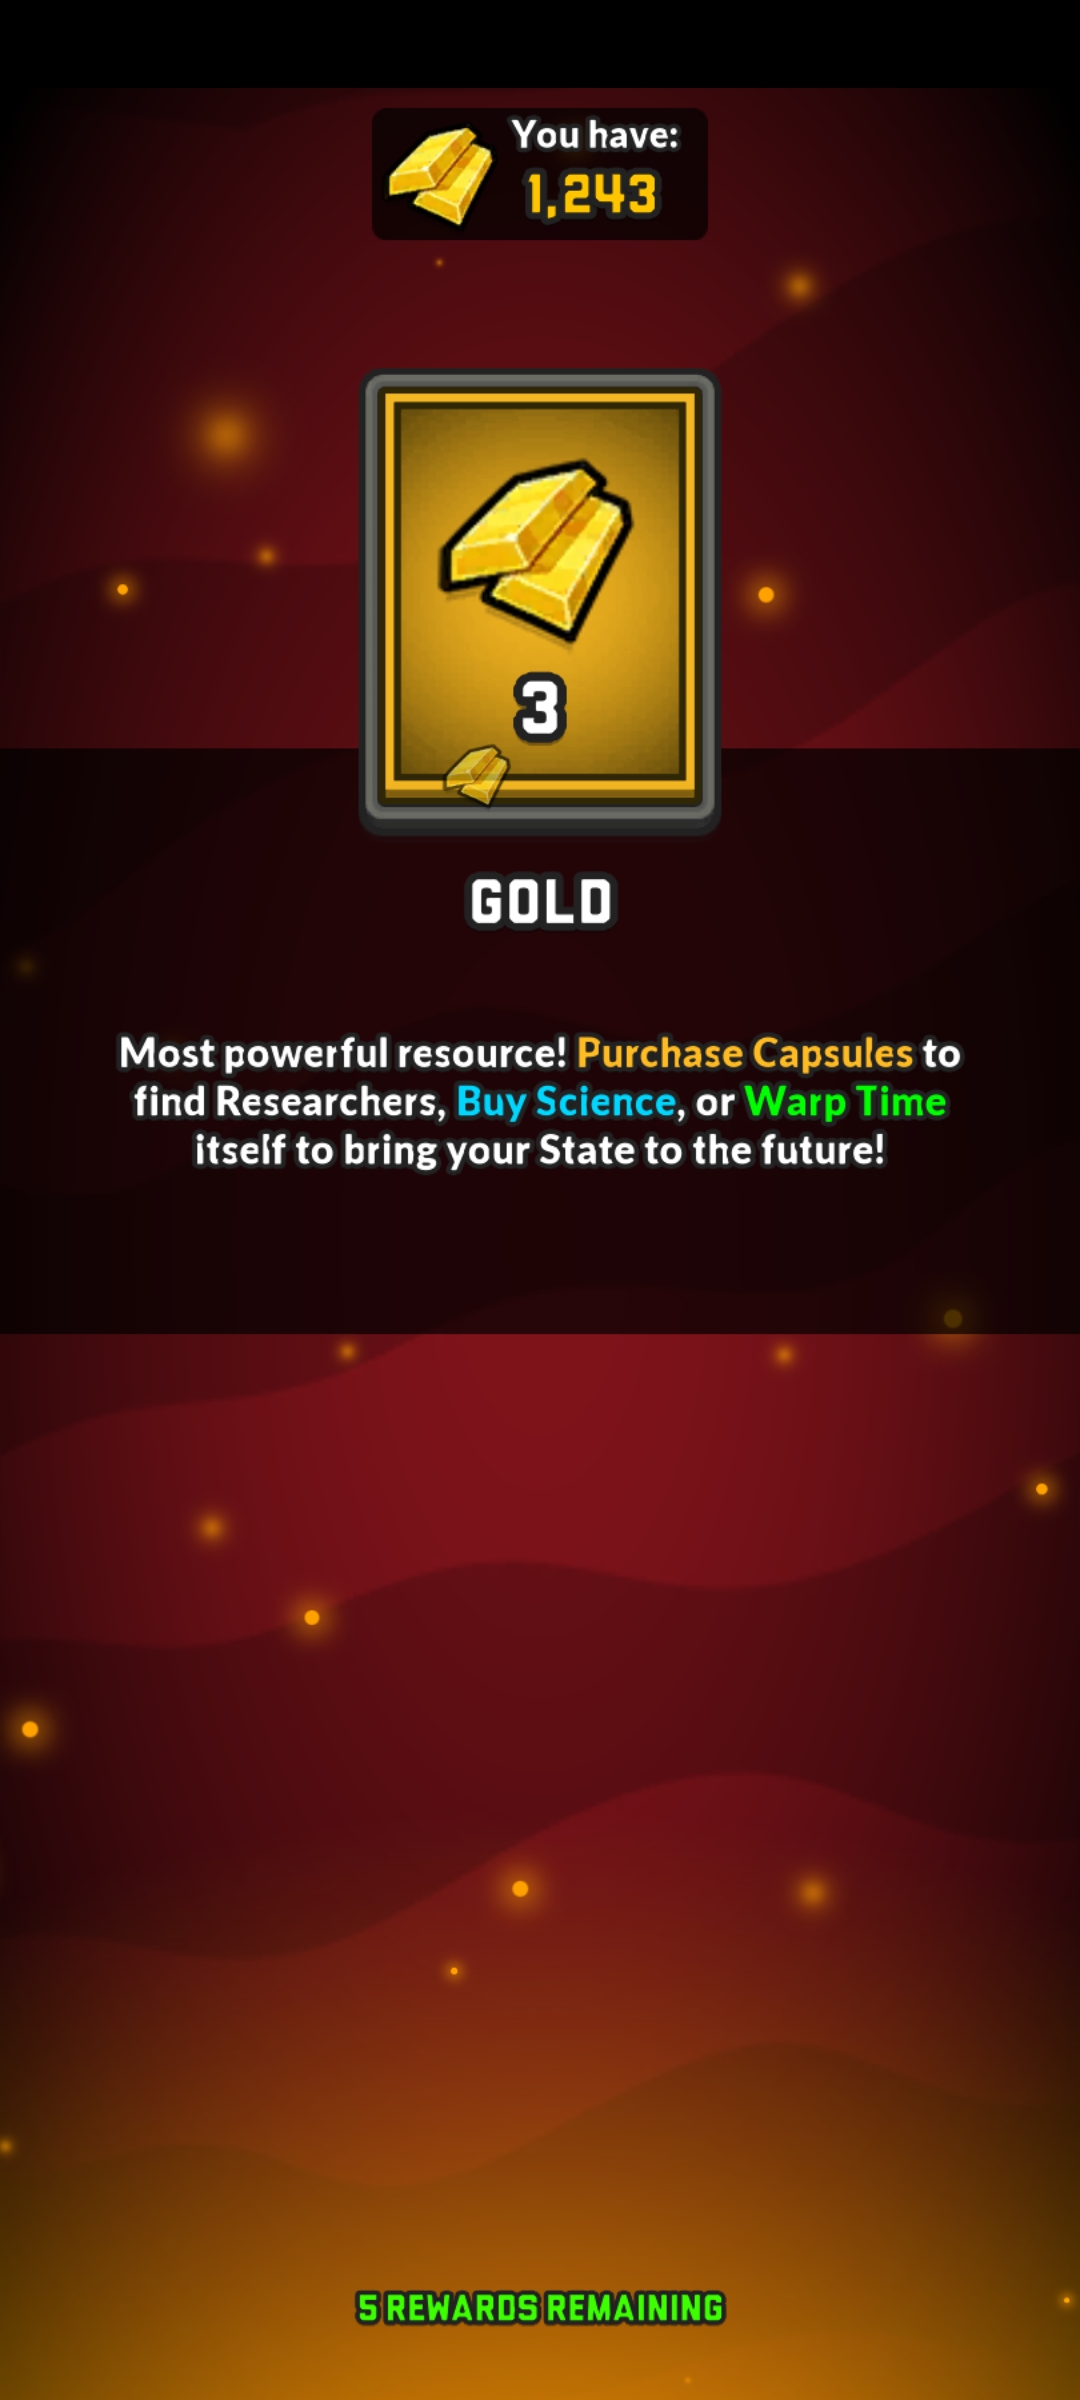 You have:
1,243
3
GOLD
Most powerful resource! Purchase Capsules to
find Researchers, Buy Science, or Warp Time
itself to bring your State to the future!
5 REWARDS REMAINING